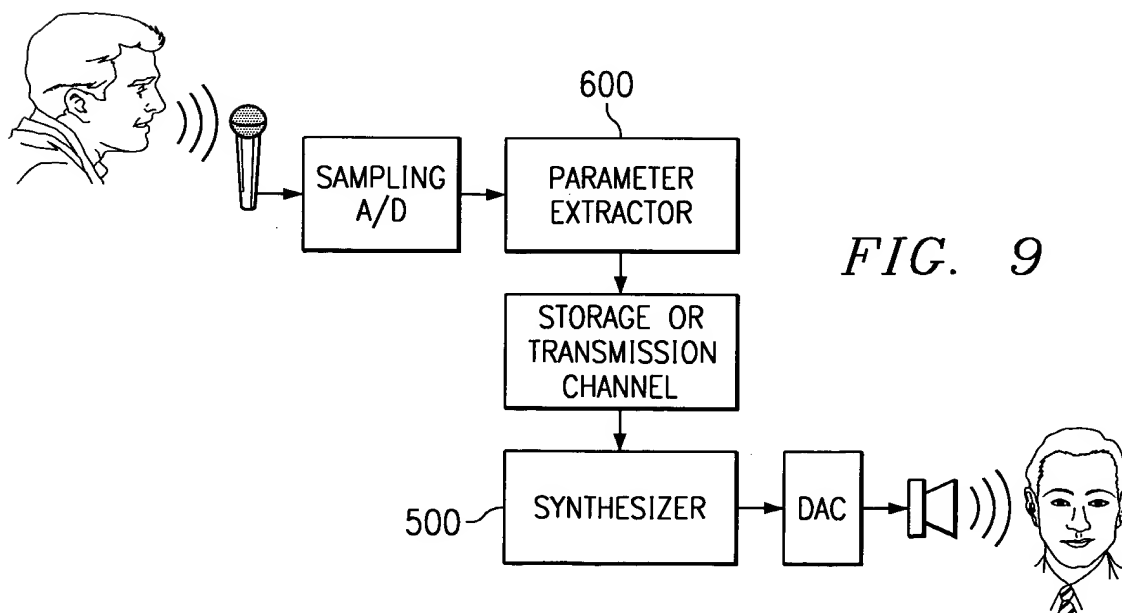 600
SAMPLING
A/D
PARAMETER
EXTRACTOR
FIG. 9
STORAGE OR
TRANSMISSION
CHANNEL
500
SYNTHESIZER
DAC